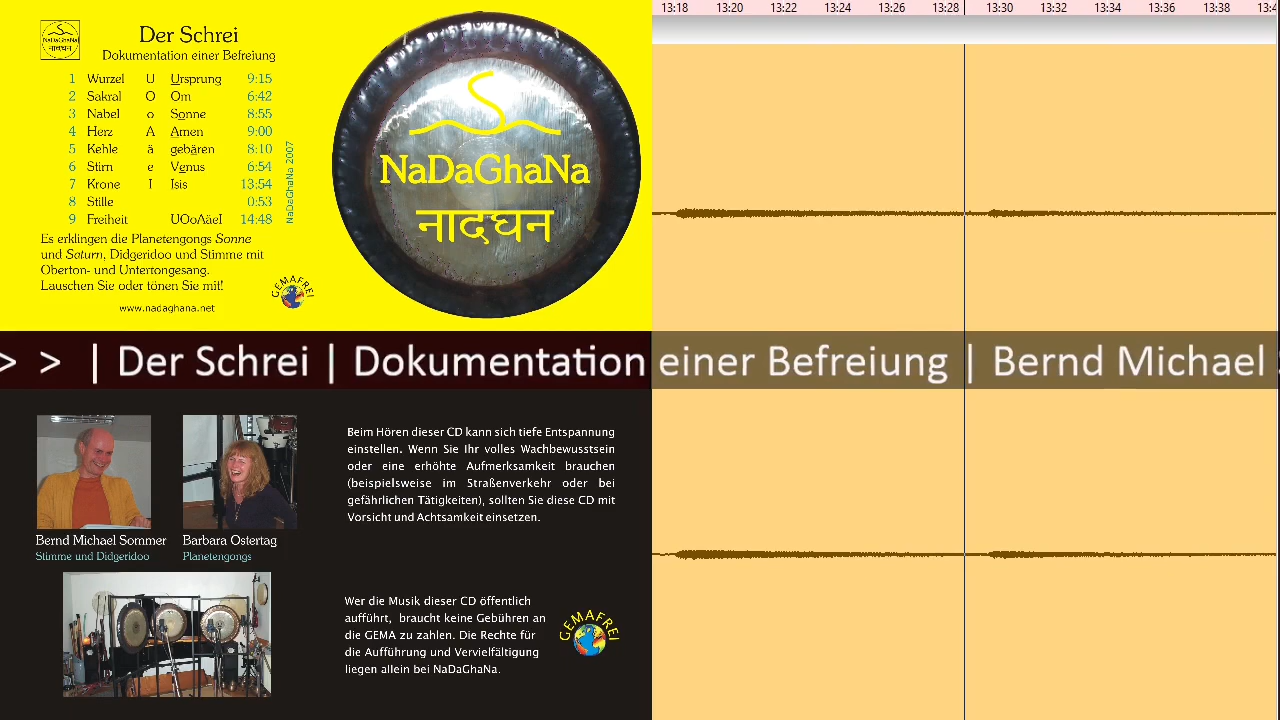 NaDaGhaNa
नादघन
Der Schrei
Dokumentation einer Befreiung
1 Wurzel U Ursprung 9:15
2 Sakral O Om 6:42
3 Nabel o Sonne 8:55
4 Herz A Amen 9:00
5 Kehle ä gebären 8:10
6 Stirn e Venus 6:54
7 Krone I Isis 13:54
8 Stille 0:53
9 Freiheit UOoAäeI 14:48
NaDaGhaNa 2007
Es erklingen die Planetengongs Sonne
und Saturn, Didgeridoo und Stimme mit
Oberton- und Untertongesang.
Lauschen Sie oder tönen Sie mit!
GEMAFREI
www.nadaghana.net
NaDaGhaNa
नादघन
13:18 13:20 13:22 13:24 13:26 13:28 13:30 13:32 13:34 13:36 13:38
> > | Der Schrei | Dokumentation einer Befreiung | Bernd Michael
Bernd Michael Sommer
Stimme und Didgeridoo
Barbara Ostertag
Planetengongs
Beim Hören dieser CD kann sich tiefe Entspannung
einstellen. Wenn Sie Ihr volles Wachbewusstsein
oder eine erhöhte Aufmerksamkeit brauchen
(beispielsweise im Straßenverkehr oder bei
gefährlichen Tätigkeiten), sollten Sie diese CD mit
Vorsicht und Achtsamkeit einsetzen.
Wer die Musik dieser CD öffentlich
aufführt, braucht keine Gebühren an
die GEMA zu zahlen. Die Rechte für
die Aufführung und Vervielfältigung
liegen allein bei NaDaGhaNa.
GEMAFREI